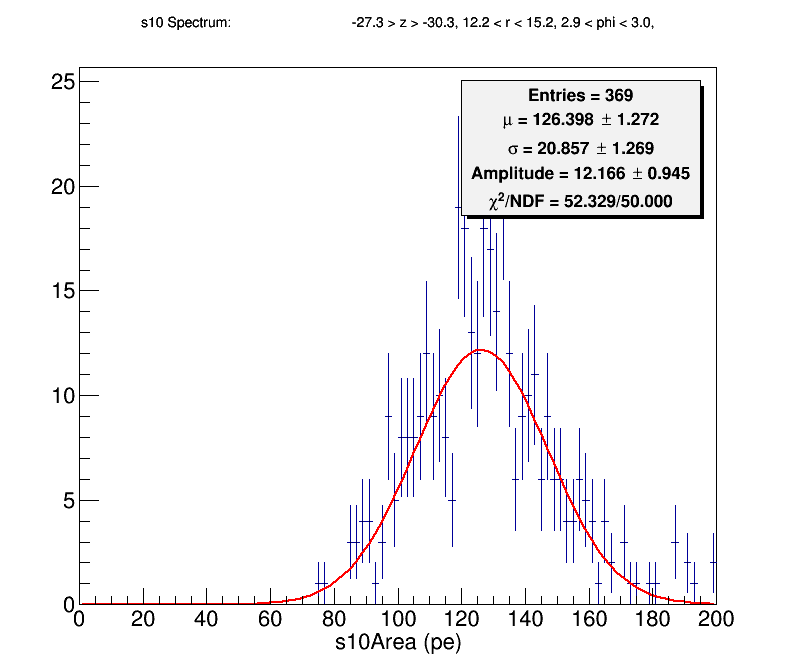 s10 Spectrum: -27.3 > z > -30.3, 12.2 < r < 15.2, 2.9 < phi < 3.0,
Entries = 369
μ = 126.398 ± 1.272
σ = 20.857 ± 1.269
Amplitude = 12.166 ± 0.945
χ²/NDF = 52.329/50.000
25
20
15
10
5
0
0 20 40 60 80 100 120 140 160 180 200
s10Area (pe)